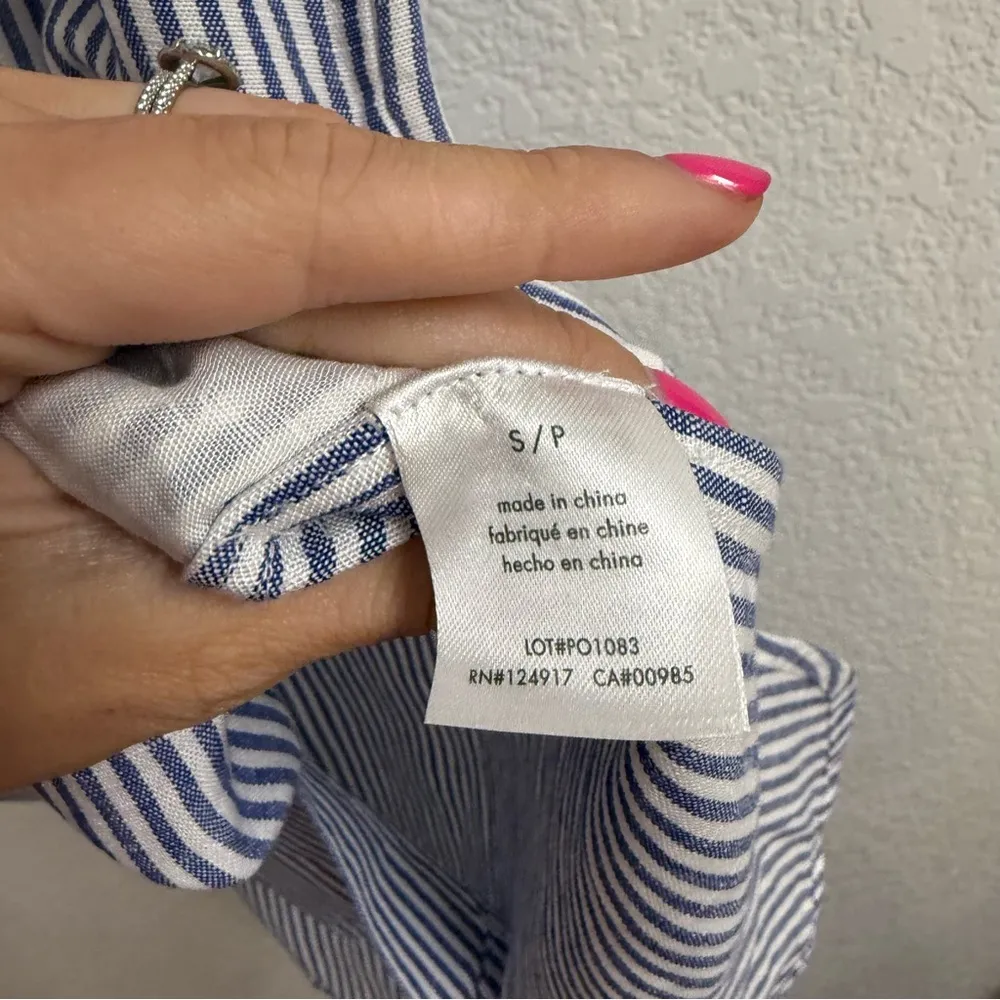 S/P
made in china
fabriqué en chine
hecho en china
LOT#PO1083
RN#124917 CA#00985